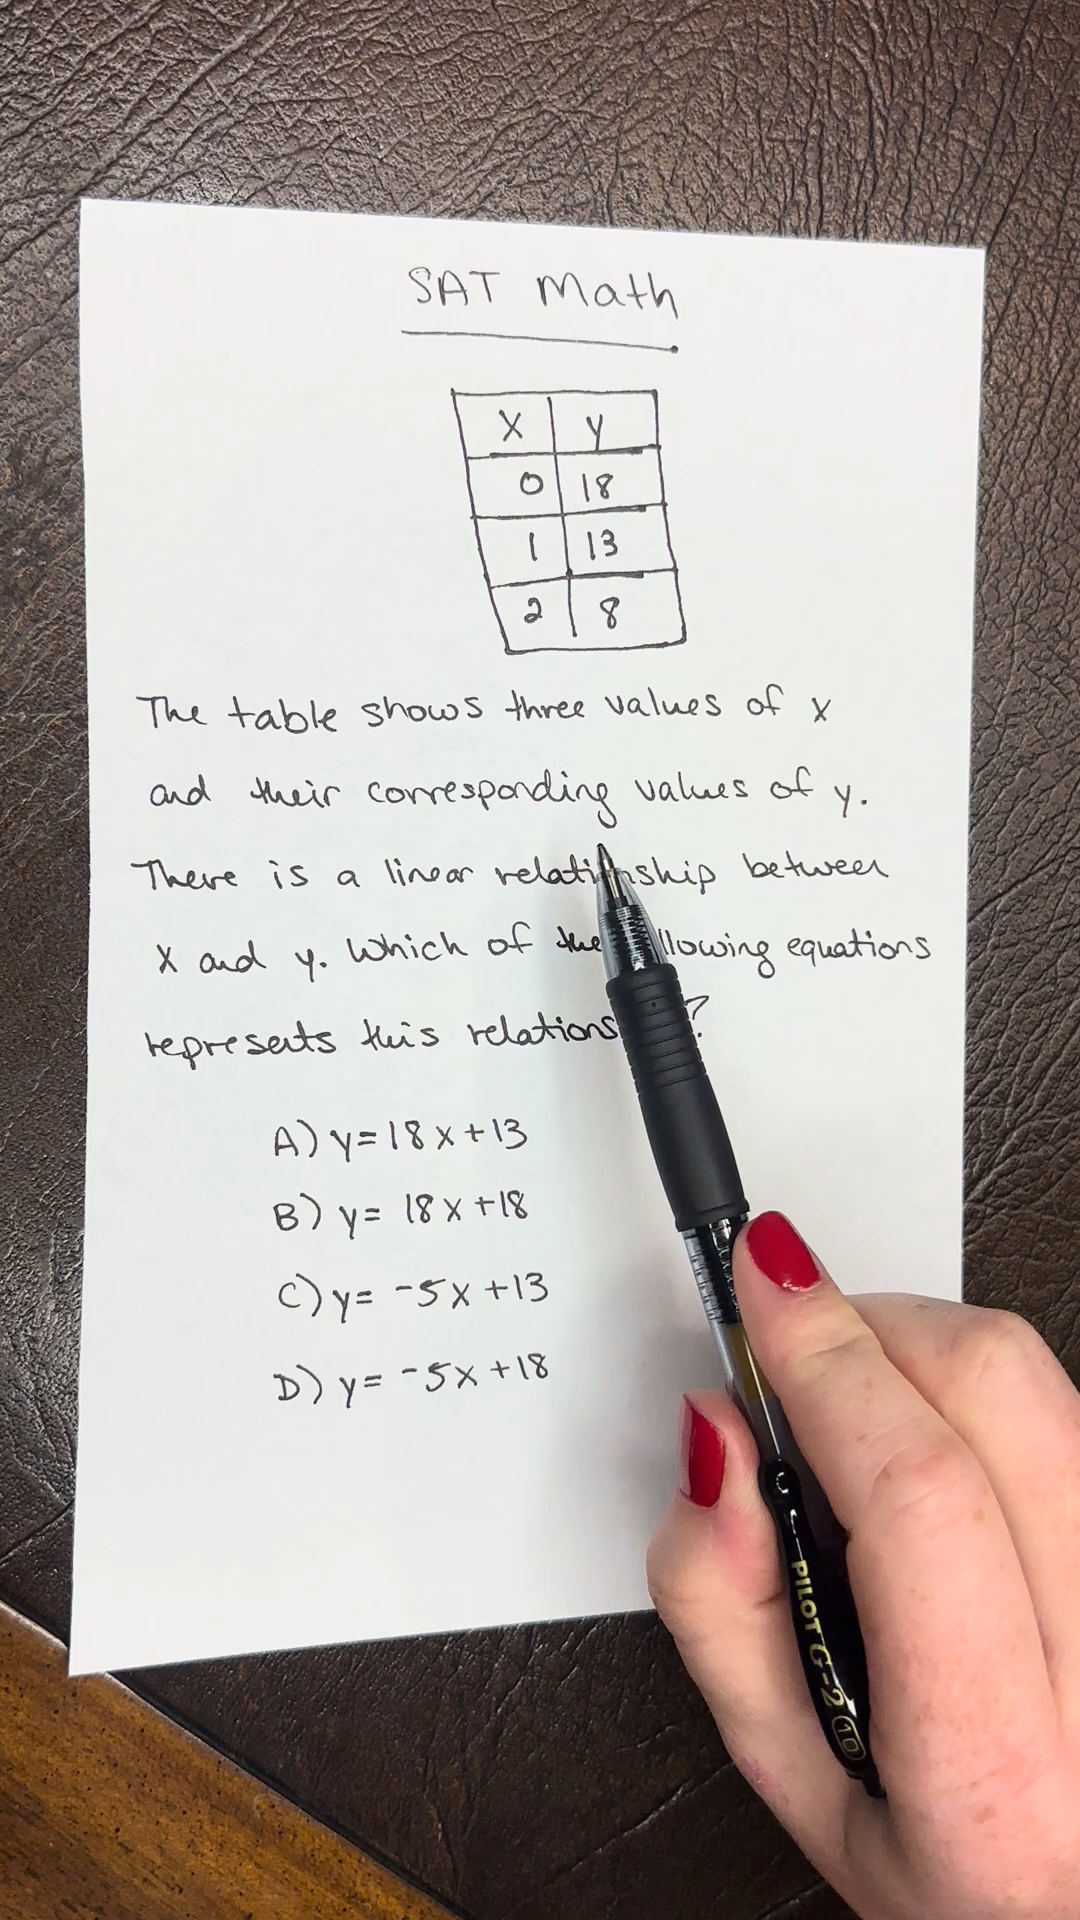 SAT Math
X Y
0 18
1 13
2 8
The table shows three values of x
and their corresponding values of y.
There is a linear relationship between
x and y. Which of the following equations
represents this relations ?
A) y=18x+13
B) y= 18x+18
C) y= -5x+13
D) y= -5x+18
PILOT G-2 10